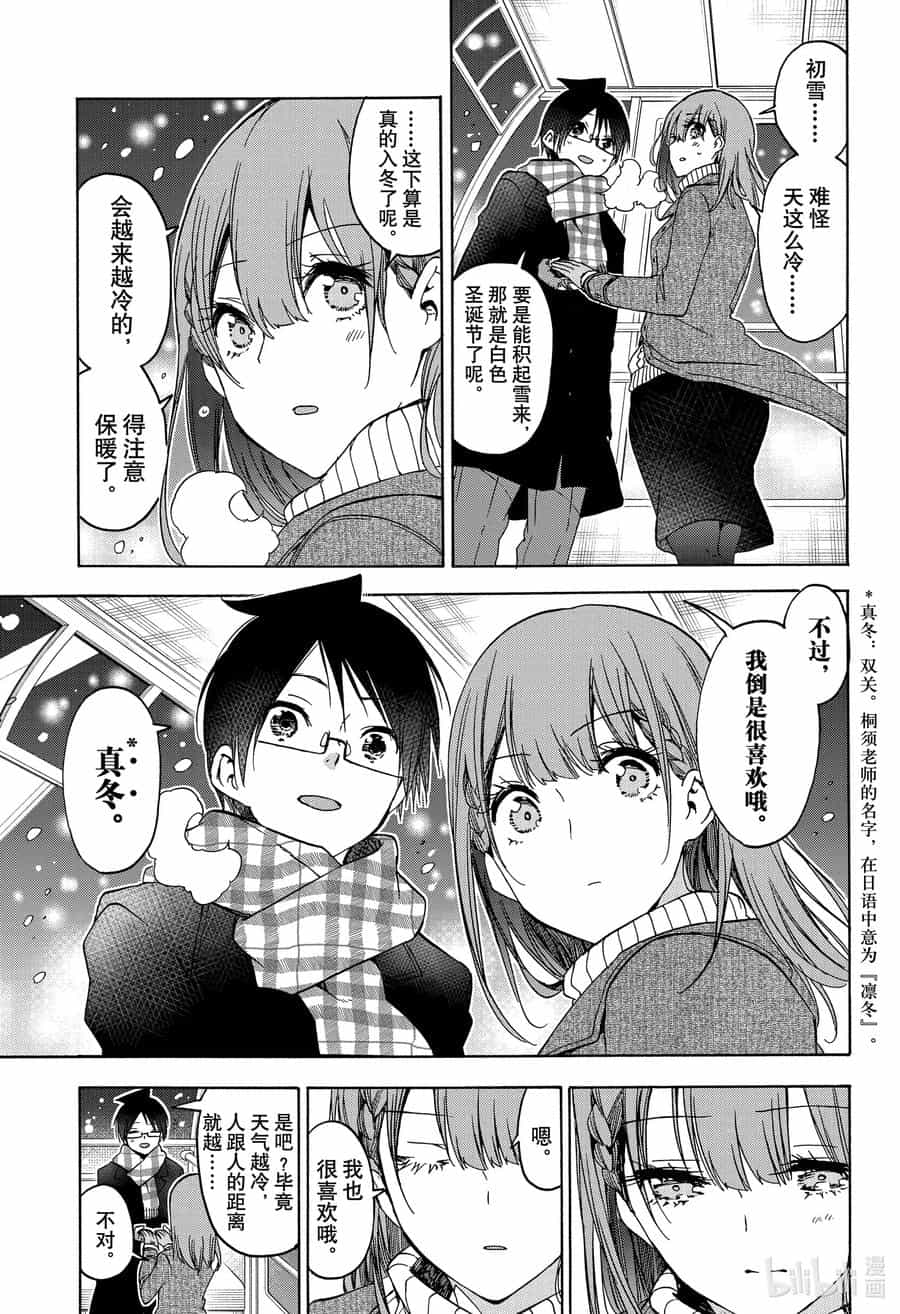 初雪……
难怪
天这么冷……
要是能积起雪来，
那就是白色
圣诞节了呢。
……这下算是
真的入冬了呢。
会越来越冷的，
得注意
保暖了。
不过，
我倒是很喜欢哦。
*真冬。
*真冬：双关。桐须老师的名字，在日语中意为『凛冬』。
嗯。
我也
很喜欢哦。
是吧？毕竟
天气越冷，
人跟人的距离
就越……
不对。
bilibili
漫画